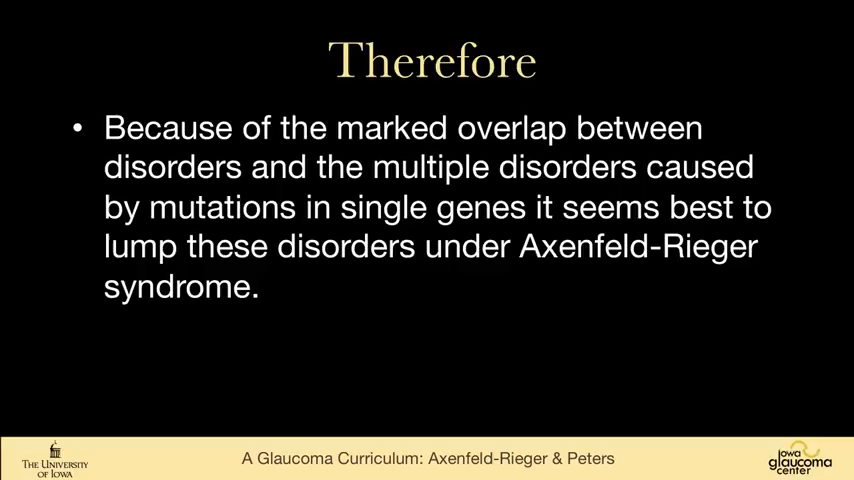 Therefore
• Because of the marked overlap between
disorders and the multiple disorders caused
by mutations in single genes it seems best to
lump these disorders under Axenfeld-Rieger
syndrome.
THE UNIVERSITY
OF IOWA
A Glaucoma Curriculum: Axenfeld-Rieger & Peters
iowa
glaucoma
center